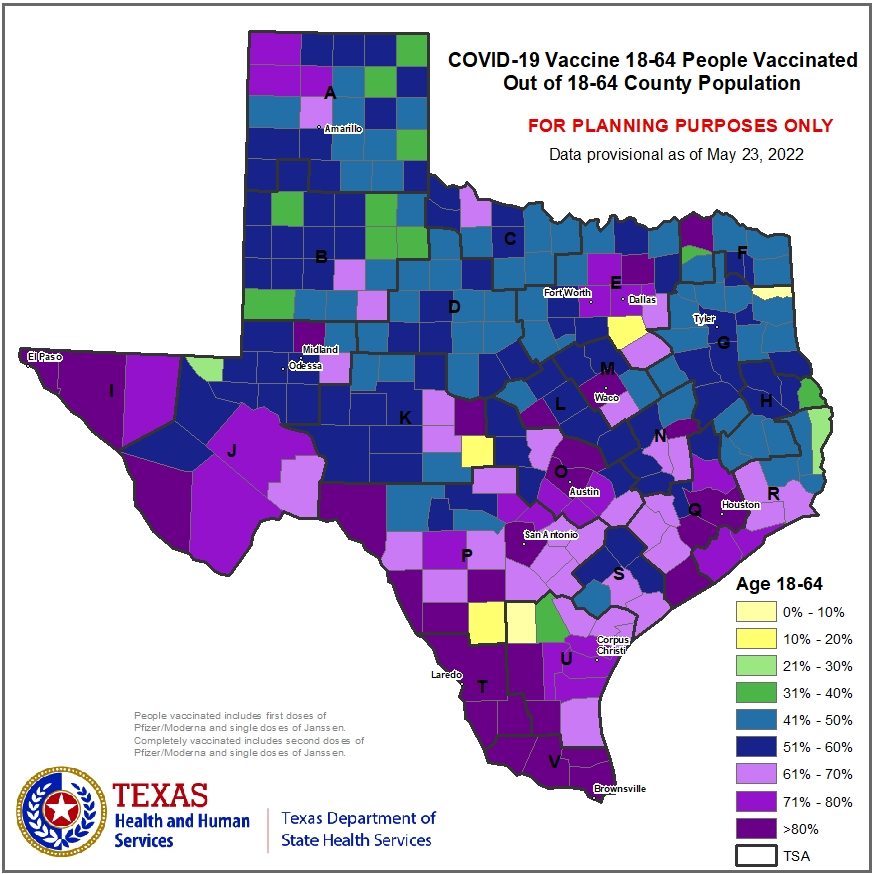 COVID-19 Vaccine 18-64 People Vaccinated
Out of 18-64 County Population
FOR PLANNING PURPOSES ONLY
Data provisional as of May 23, 2022
A
Amarillo
B
C
D
E
F
Fort Worth
Dallas
Tyler
G
El Paso
Midland
Odessa
I
M
Waco
H
L
K
N
J
O
Austin
R
Q
Houston
San Antonio
P
S
Corpus
Christi
U
Laredo
T
V
Brownsville
Age 18-64
0% - 10%
10% - 20%
21% - 30%
31% - 40%
41% - 50%
51% - 60%
61% - 70%
71% - 80%
>80%
TSA
People vaccinated includes first doses of
Pfizer/Moderna and single doses of Janssen.
Completely vaccinated includes second doses of
Pfizer/Moderna and single doses of Janssen.
TEXAS
Health and Human
Services
Texas Department of
State Health Services